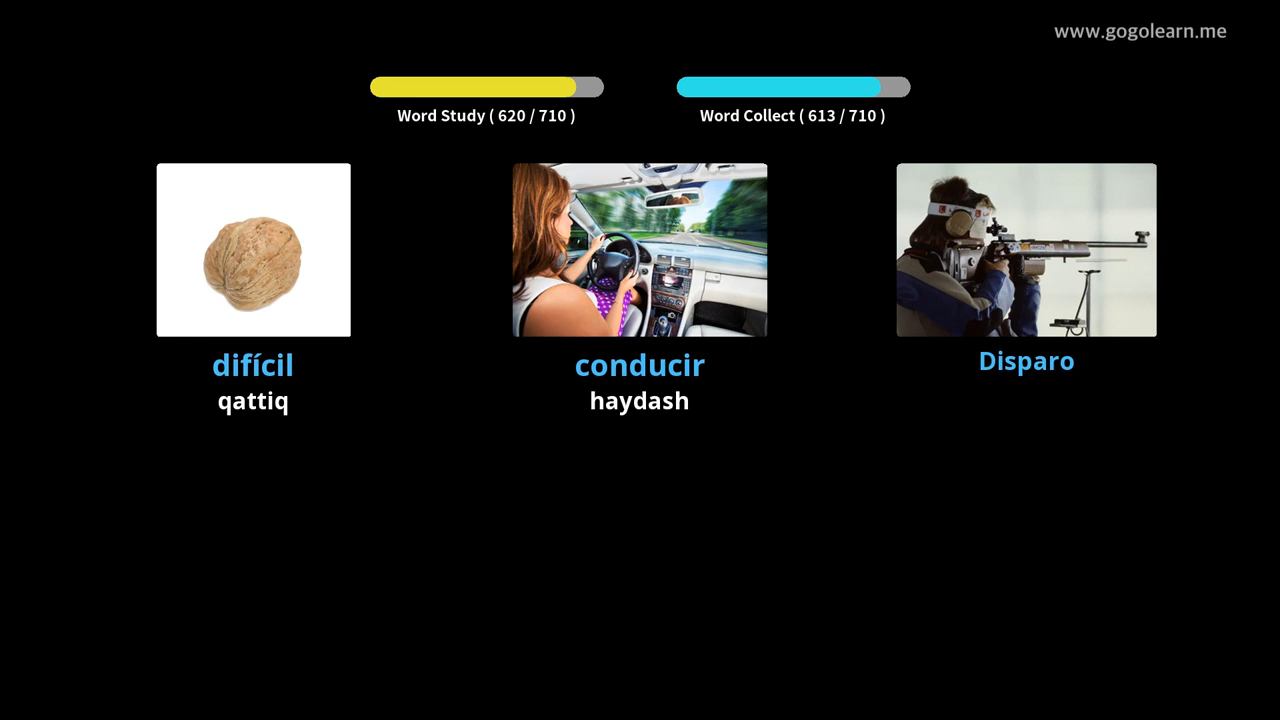 www.gogolearn.me
Word Study ( 620 / 710 )
Word Collect ( 613 / 710 )
difícil
qattiq
conducir
haydash
Disparo